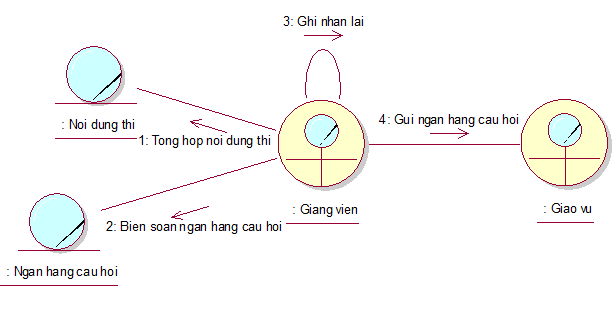 3: Ghi nhan lai
: Noi dung thi
1: Tong hop noi dung thi
4: Gui ngan hang cau hoi
: Giang vien
: Giao vu
2: Bien soan ngan hang cau hoi
: Ngan hang cau hoi